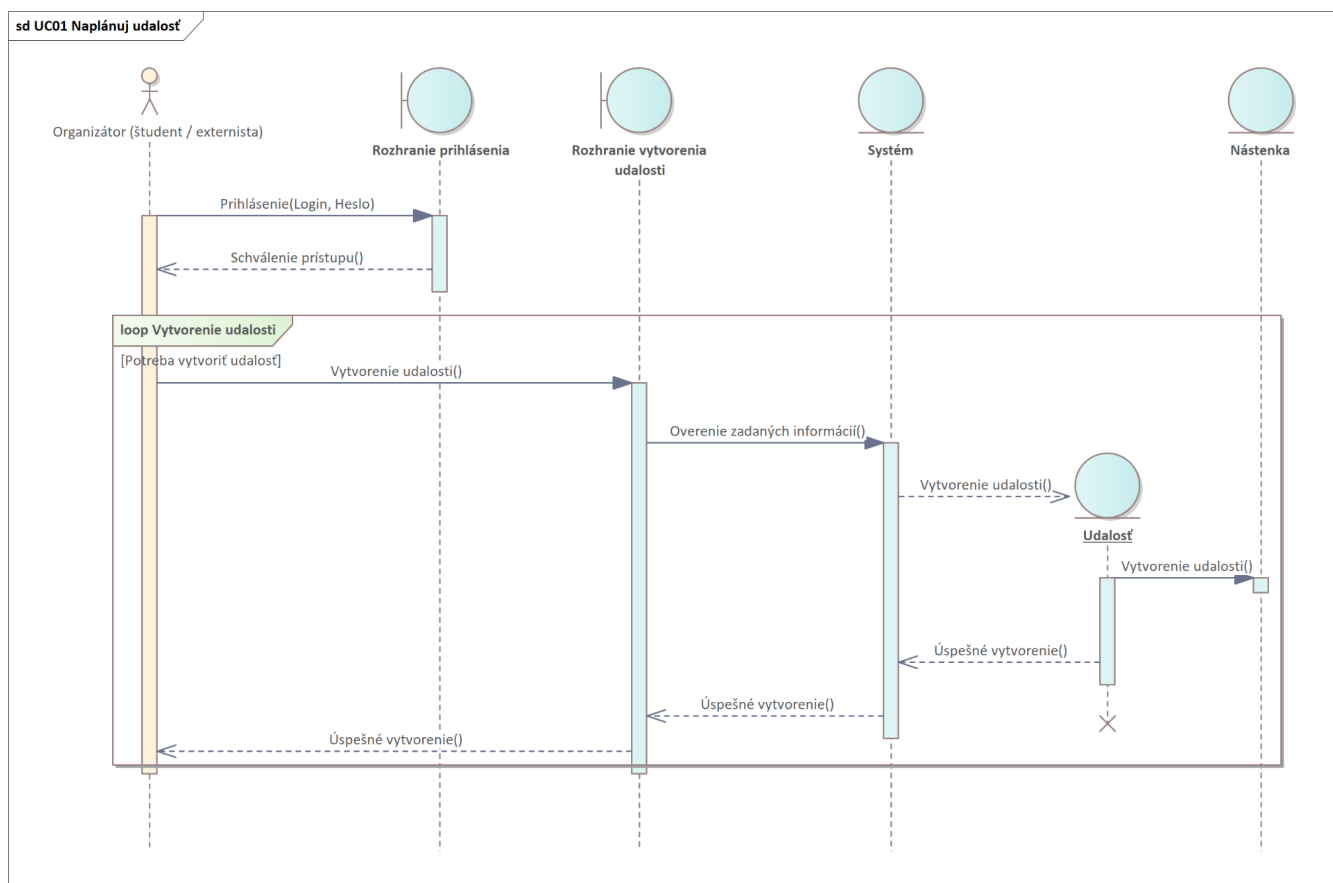 sd UC01 Naplánuj udalosť
Organizátor (študent / externista)
Rozhranie prihlásenia
Rozhranie vytvorenia
udalosti
Systém
Nástenka
Prihlásenie(Login, Heslo)
Schválenie prístupu()
loop Vytvorenie udalosti
[Potreba vytvoriť udalosť]
Vytvorenie udalosti()
Overenie zadaných informácií()
Vytvorenie udalosti()
Udalosť
Vytvorenie udalosti()
Úspešné vytvorenie()
Úspešné vytvorenie()
Úspešné vytvorenie()